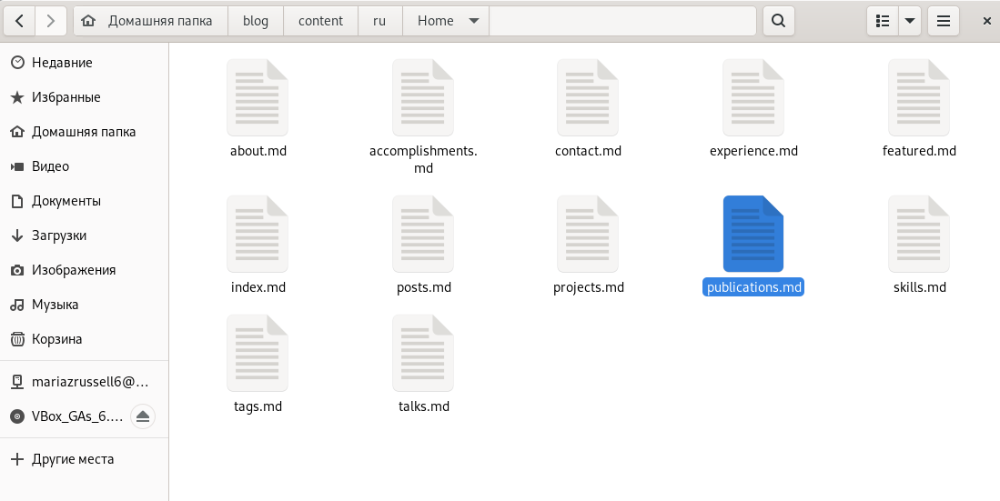 Домашняя папка blog content ru Home
Недавние
Избранные
Домашняя папка
Видео
Документы
Загрузки
Изображения
Музыка
Корзина
mariazrussell6@...
VBox_GAs_6....
Другие места
about.md
accomplishments.
md
contact.md
experience.md
featured.md
index.md
posts.md
projects.md
publications.md
skills.md
tags.md
talks.md